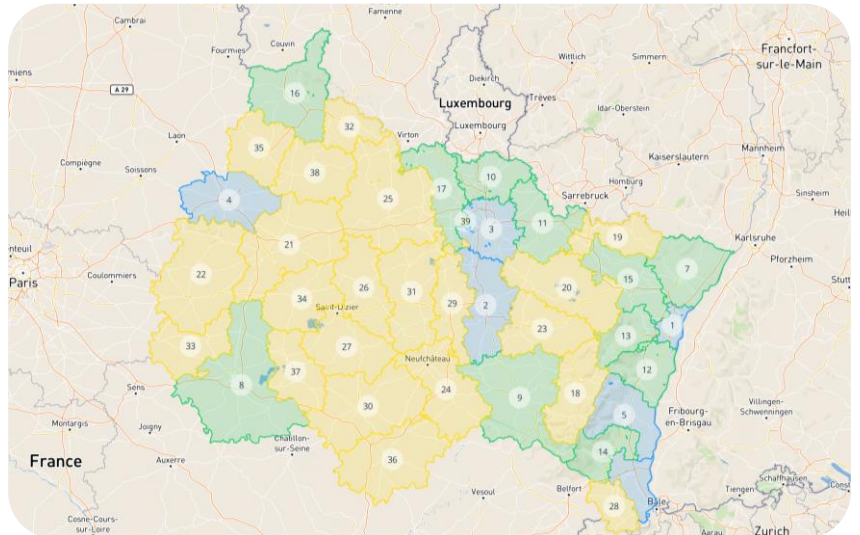 Cambrai
Famenne
Fourmies
Couvin
Wittlich
Simmern
Francfort-
sur-le-Main
Diekirch
Trèves
A 29
16
Luxembourg
Idar-Oberstein
Luxembourg
32
Virton
Laon
Mannheim
35
Kaiserslautern
Compiègne
Soissons
38
10
17
Homburg
Sinsheim
4
25
Sarrebruck
39
3
11
19
Karlsruhe
21
7
Pforzheim
Paris
Coulommiers
22
15
20
26
31
34
Saint-Dizier
29
2
1
23
13
33
27
Neufchâteau
12
37
8
Sens
24
18
9
30
5
Villingen-
Schwenningen
Fribourg-
en-Brisgau
Montargis
Joigny
Châtillon-
sur-Seine
14
France
Auxerre
36
Schaffhausen
Vesoul
Belfort
Tiengen
28
Bâle
Cosne-Cours-
sur-Loire
Aarau
Zurich